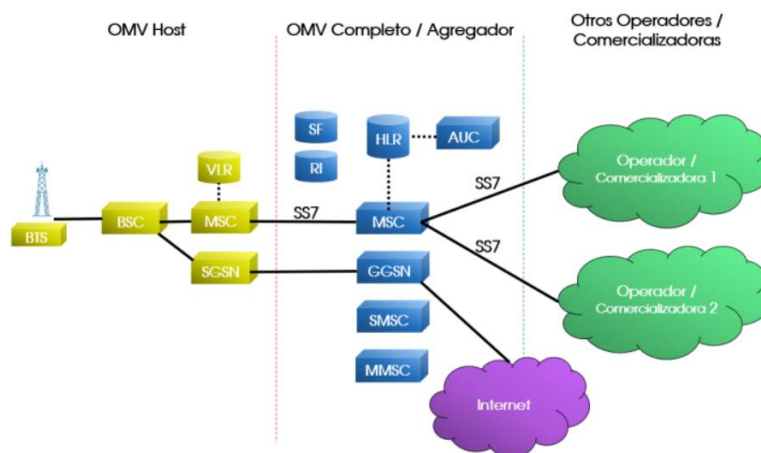 OMV Host
OMV Completo / Agregador
Otros Operadores /
Comercializadoras
SF
HLR
AUC
VLR
RI
Operador /
Comercializadora 1
SS7
BTS
BSC
MSC
SS7
MSC
SS7
SGSN
GGSN
Operador /
Comercializadora 2
SMSC
MMSC
Internet